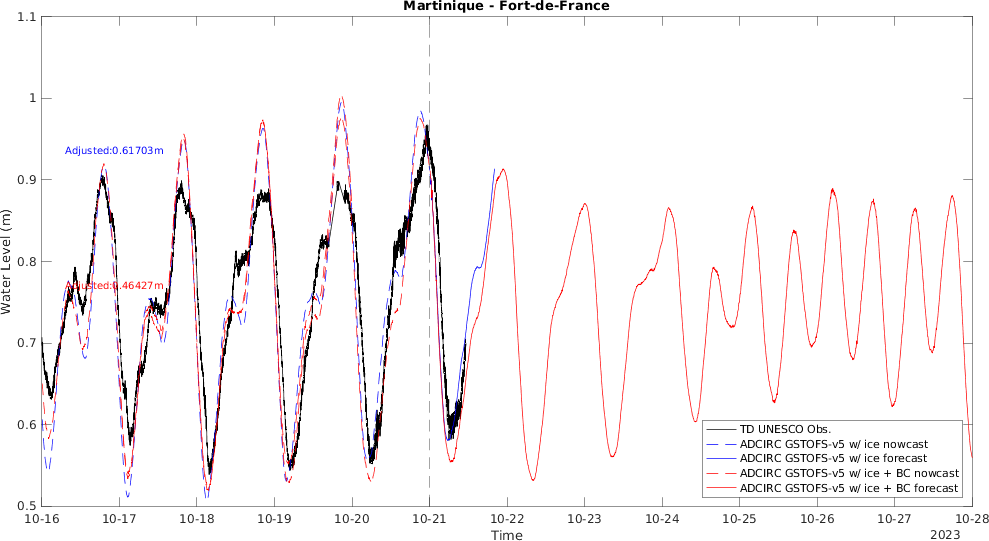 Martinique - Fort-de-France
1.1
1
0.9
0.8
0.7
0.6
0.5
Water Level (m)
Adjusted:0.61703m
Adjusted:0.46427m
TD UNESCO Obs.
ADCIRC GSTOFS-v5 w/ ice nowcast
ADCIRC GSTOFS-v5 w/ ice forecast
ADCIRC GSTOFS-v5 w/ ice + BC nowcast
ADCIRC GSTOFS-v5 w/ ice + BC forecast
10-16 10-17 10-18 10-19 10-20 10-21 10-22 10-23 10-24 10-25 10-26 10-27 10-28
Time
2023